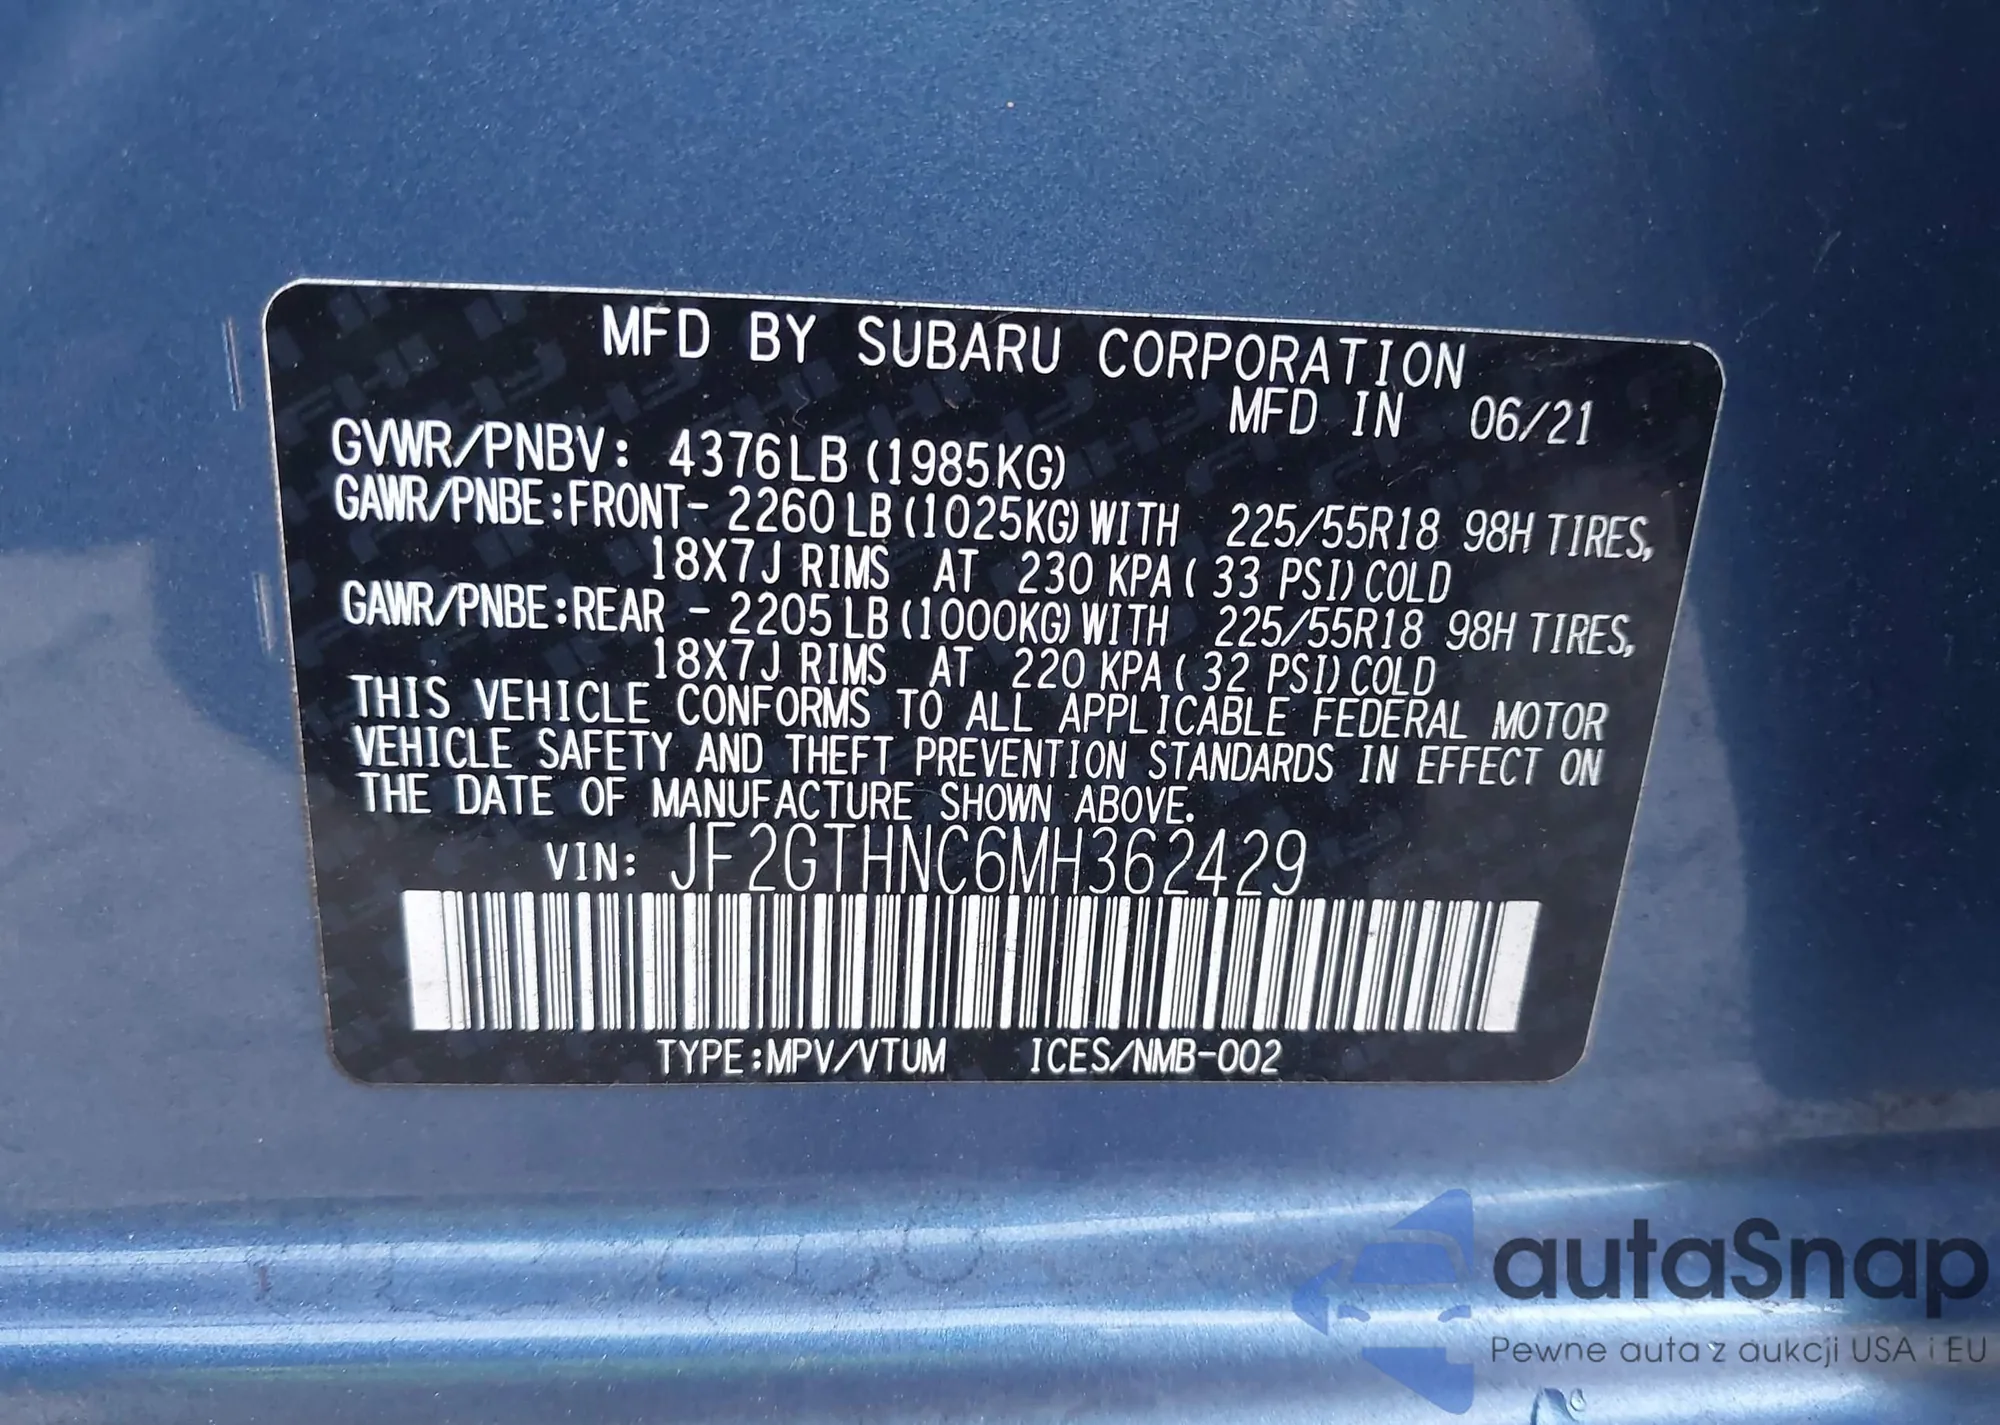 MFD BY SUBARU CORPORATION
MFD IN 06/21
GVWR/PNBV: 4376LB (1985KG)
GAWR/PNBE:FRONT- 2260 LB (1025KG) WITH 225/55R18 98H TIRES,
18X7J RIMS AT 230 KPA ( 33 PSI) COLD
GAWR/PNBE:REAR - 2205 LB (1000KG) WITH 225/55R18 98H TIRES,
18X7J RIMS AT 220 KPA ( 32 PSI) COLD
THIS VEHICLE CONFORMS TO ALL APPLICABLE FEDERAL MOTOR
VEHICLE SAFETY AND THEFT PREVENTION STANDARDS IN EFFECT ON
THE DATE OF MANUFACTURE SHOWN ABOVE.
VIN: JF2GTHNC6MH362429
TYPE:MPV/VTUM ICES/NMB-002
autaSnap
Pewne auta z aukcji USA i EU